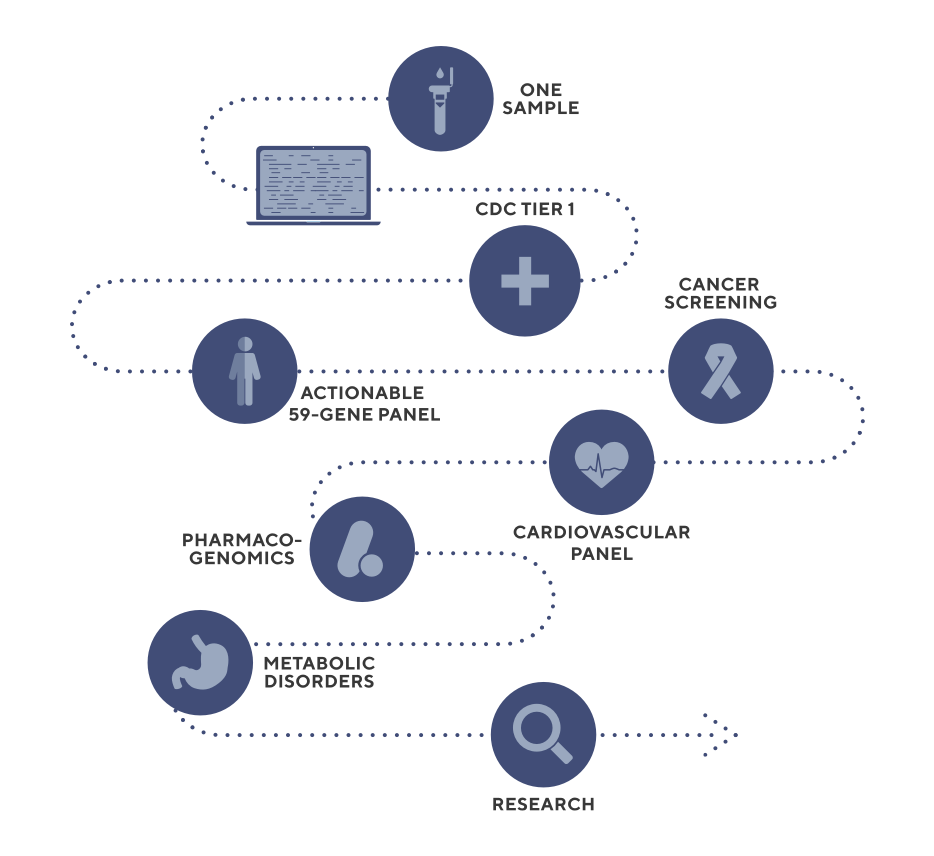 ONE
SAMPLE
CDC TIER 1
CANCER
SCREENING
ACTIONABLE
59-GENE PANEL
CARDIOVASCULAR
PANEL
PHARMACO-
GENOMICS
METABOLIC
DISORDERS
RESEARCH